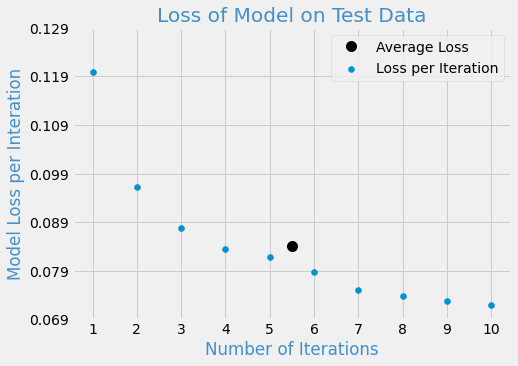 Loss of Model on Test Data
Average Loss
Loss per Iteration
Model Loss per Interation
0.129
0.119
0.109
0.099
0.089
0.079
0.069
1 2 3 4 5 6 7 8 9 10
Number of Iterations